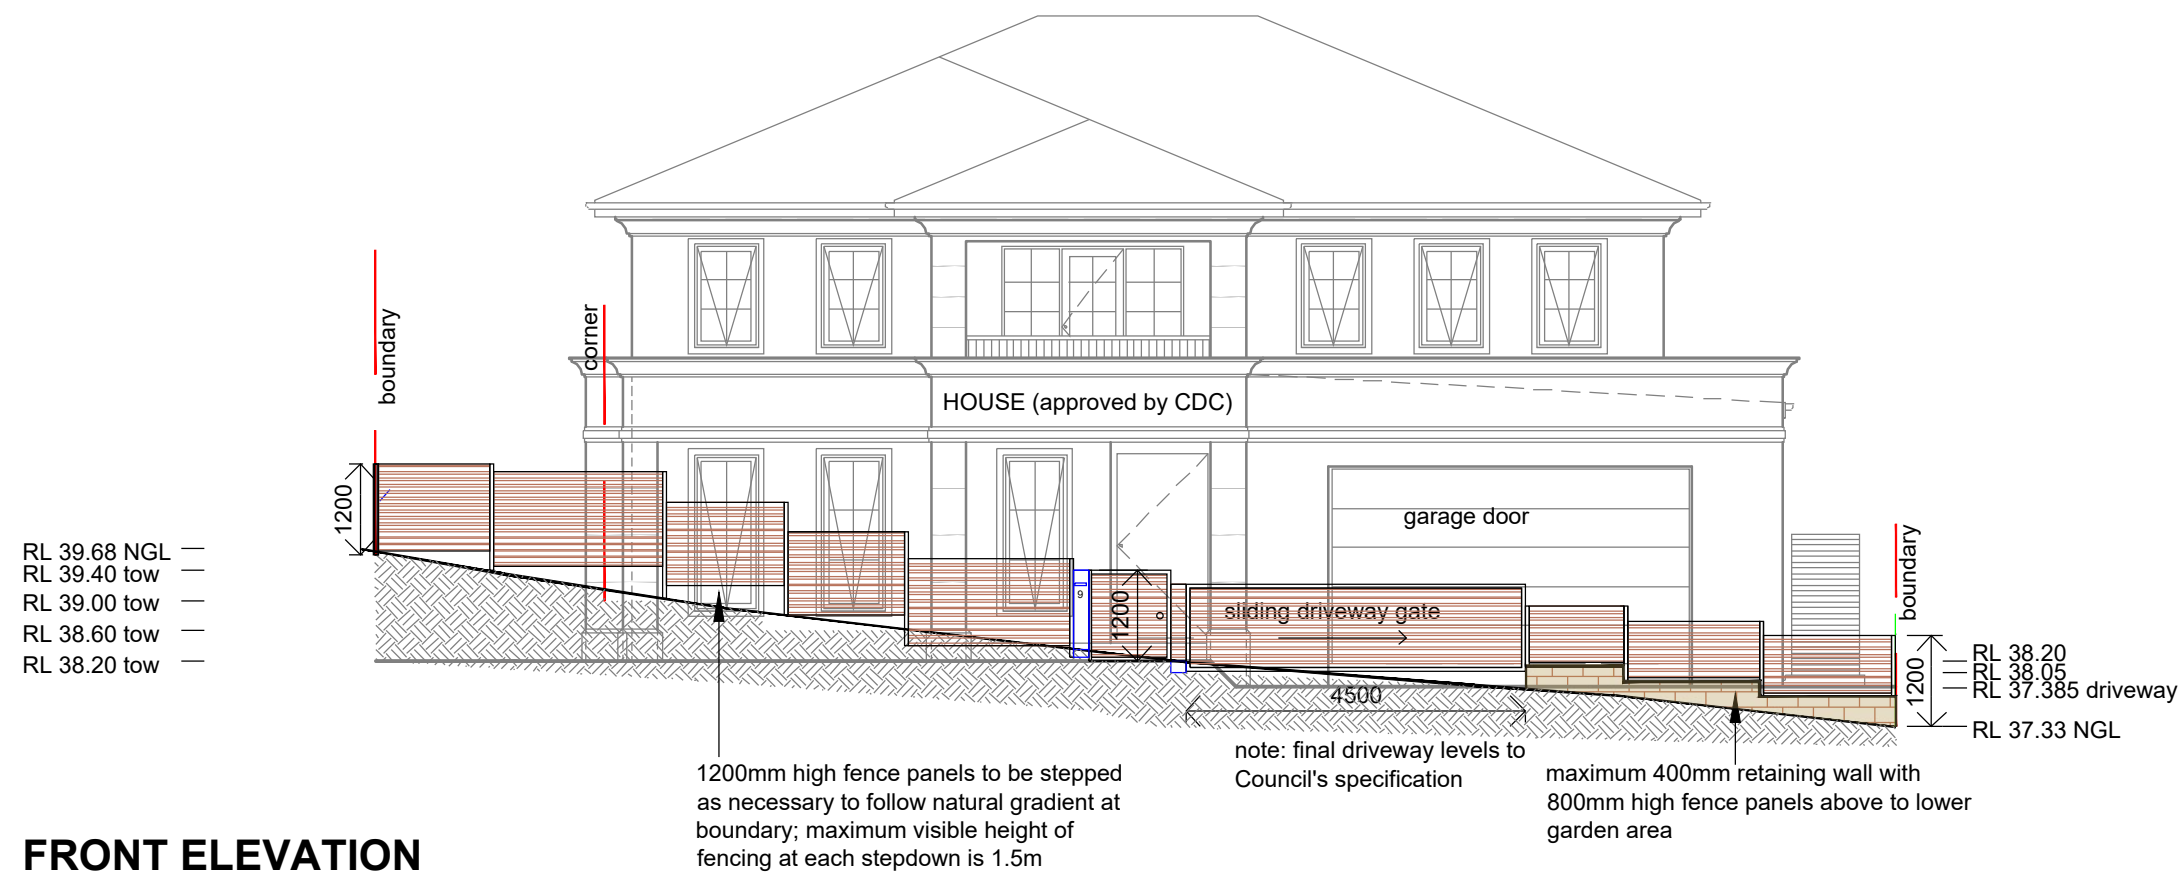 boundary
corner
HOUSE (approved by CDC)
1200
garage door
boundary
RL 39.68 NGL
RL 39.40 tow
RL 39.00 tow
RL 38.60 tow
RL 38.20 tow
9
1200
sliding driveway gate
4500
1200
RL 38.20
RL 38.05
RL 37.385 driveway
RL 37.33 NGL
note: final driveway levels to
Council's specification
1200mm high fence panels to be stepped
as necessary to follow natural gradient at
boundary; maximum visible height of
fencing at each stepdown is 1.5m
maximum 400mm retaining wall with
800mm high fence panels above to lower
garden area
FRONT ELEVATION